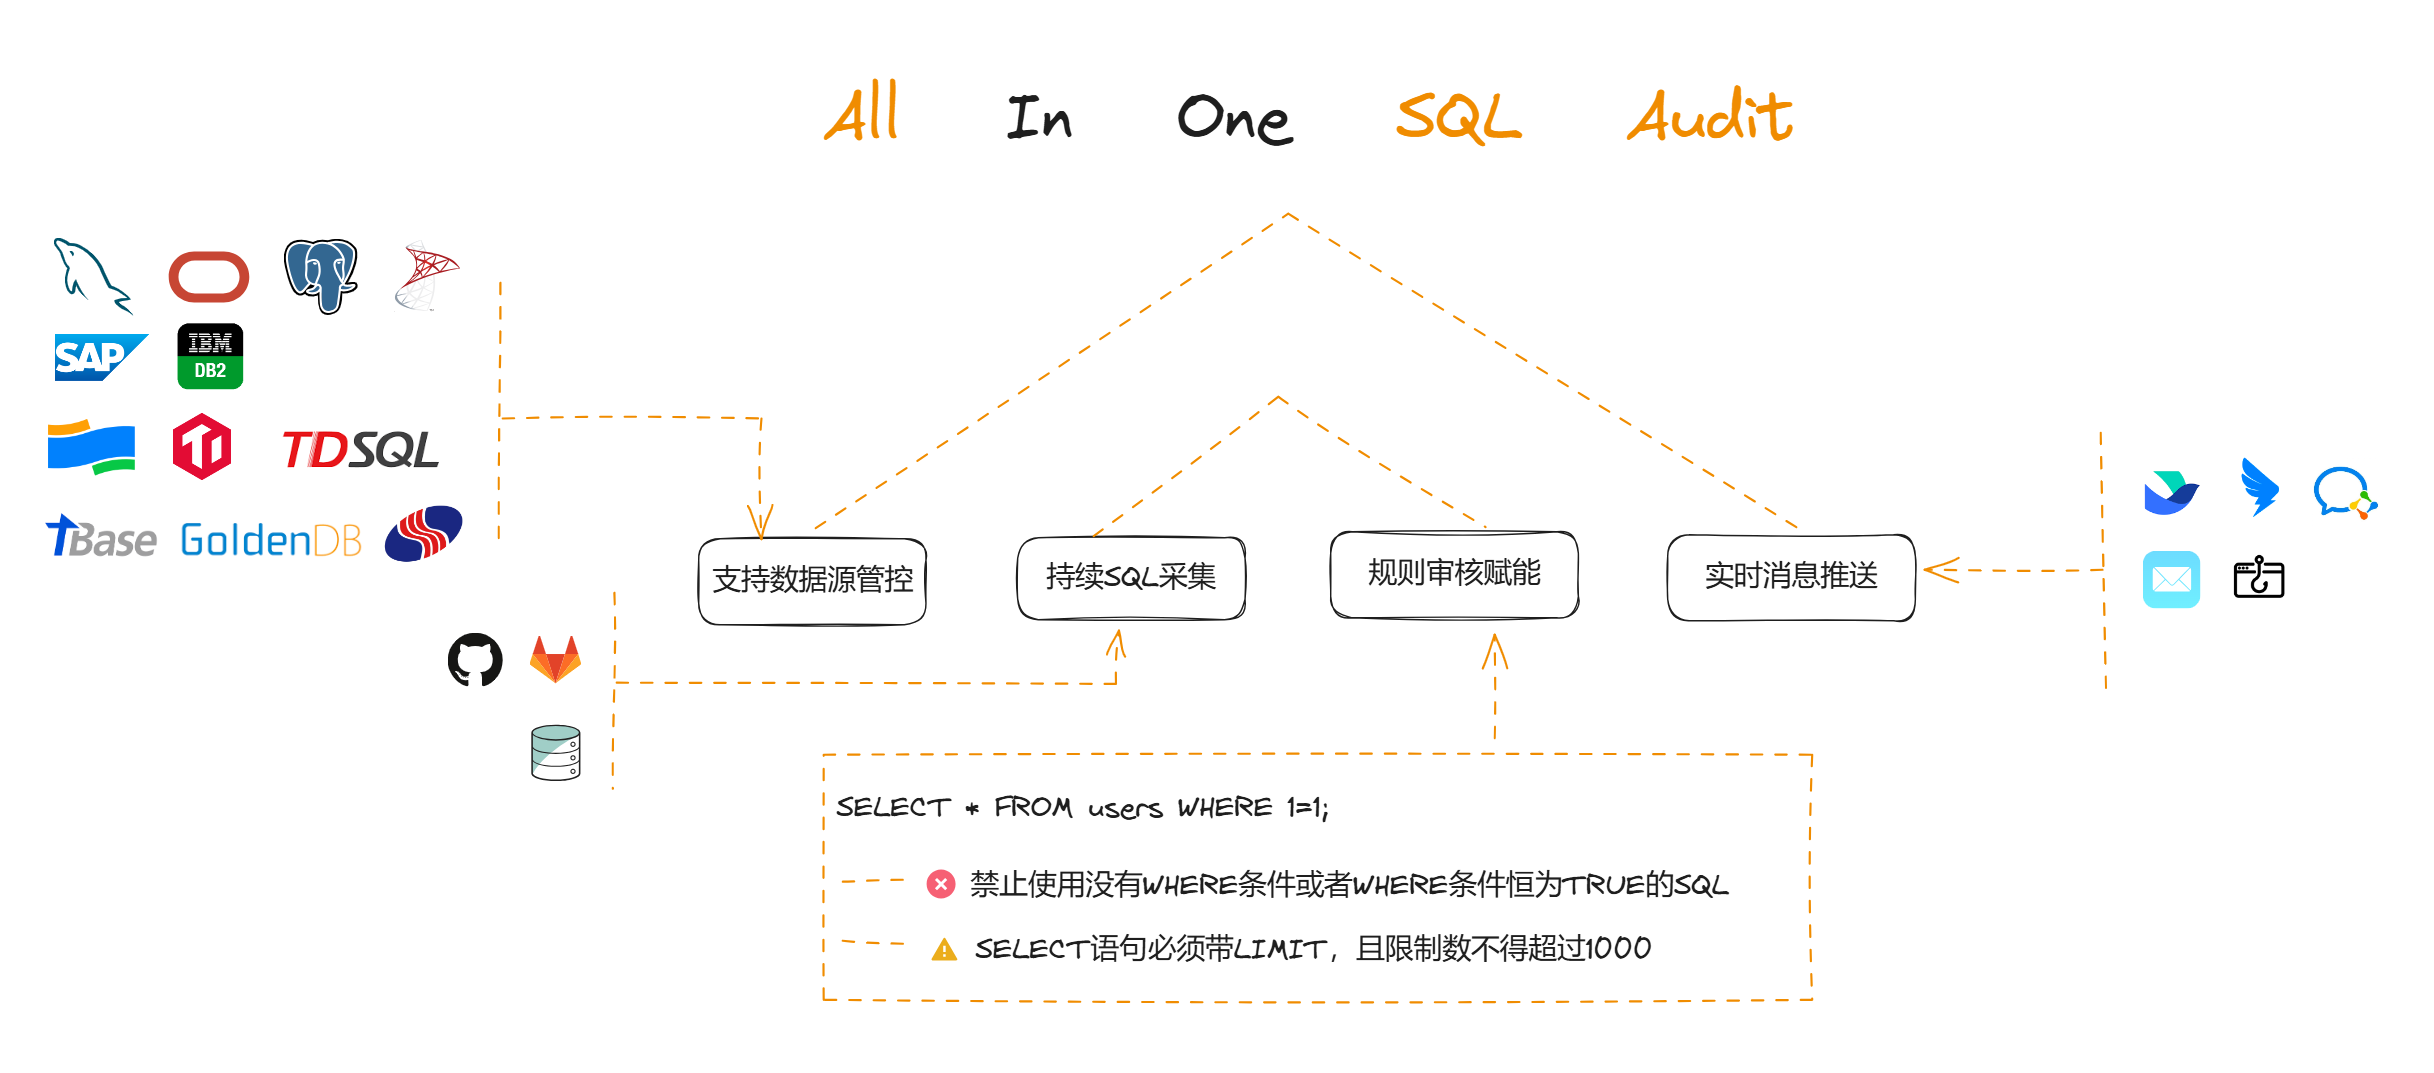 All In One SQL Audit
SAP
IBM
DB2
TDSQL
TBase
GoldenDB
支持数据源管控
持续SQL采集
规则审核赋能
实时消息推送
SELECT * FROM users WHERE 1=1;
禁止使用没有WHERE条件或者WHERE条件恒为TRUE的SQL
SELECT语句必须带LIMIT，且限制数不得超过1000